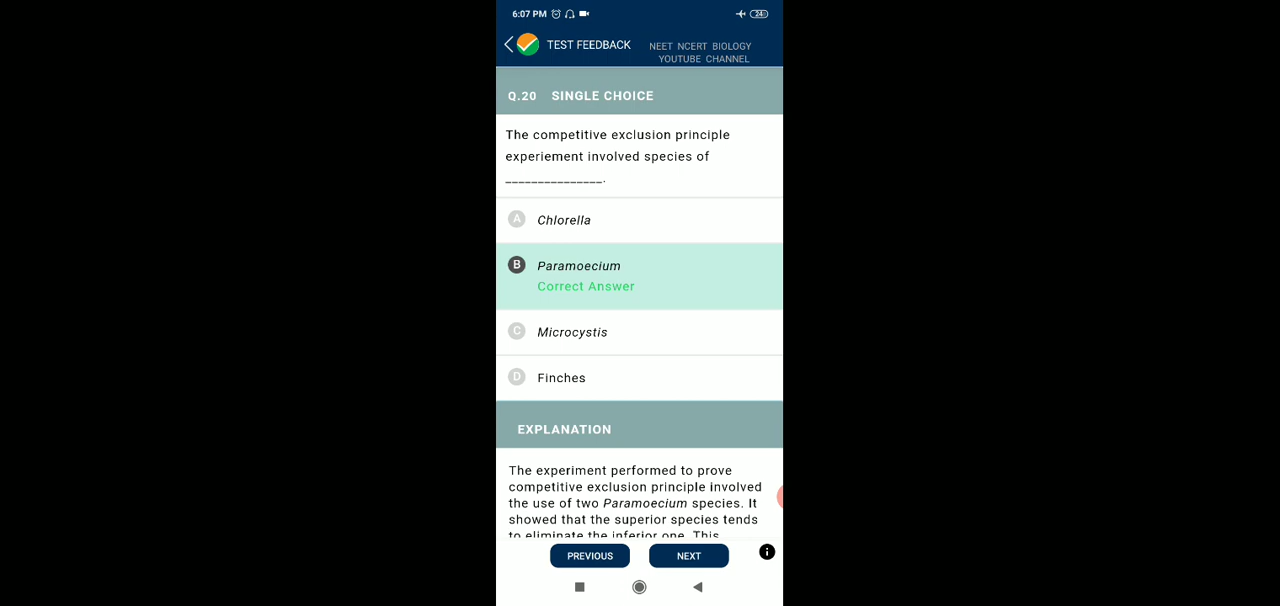 6:07 PM 24
TEST FEEDBACK
NEET NCERT BIOLOGY
YOUTUBE CHANNEL
Q.20 SINGLE CHOICE
The competitive exclusion principle
experiement involved species of
_______________.
A Chlorella
B Paramoecium
Correct Answer
C Microcystis
D Finches
EXPLANATION
The experiment performed to prove
competitive exclusion principle involved
the use of two Paramoecium species. It
showed that the superior species tends
to eliminate the inferior one. This
PREVIOUS NEXT i